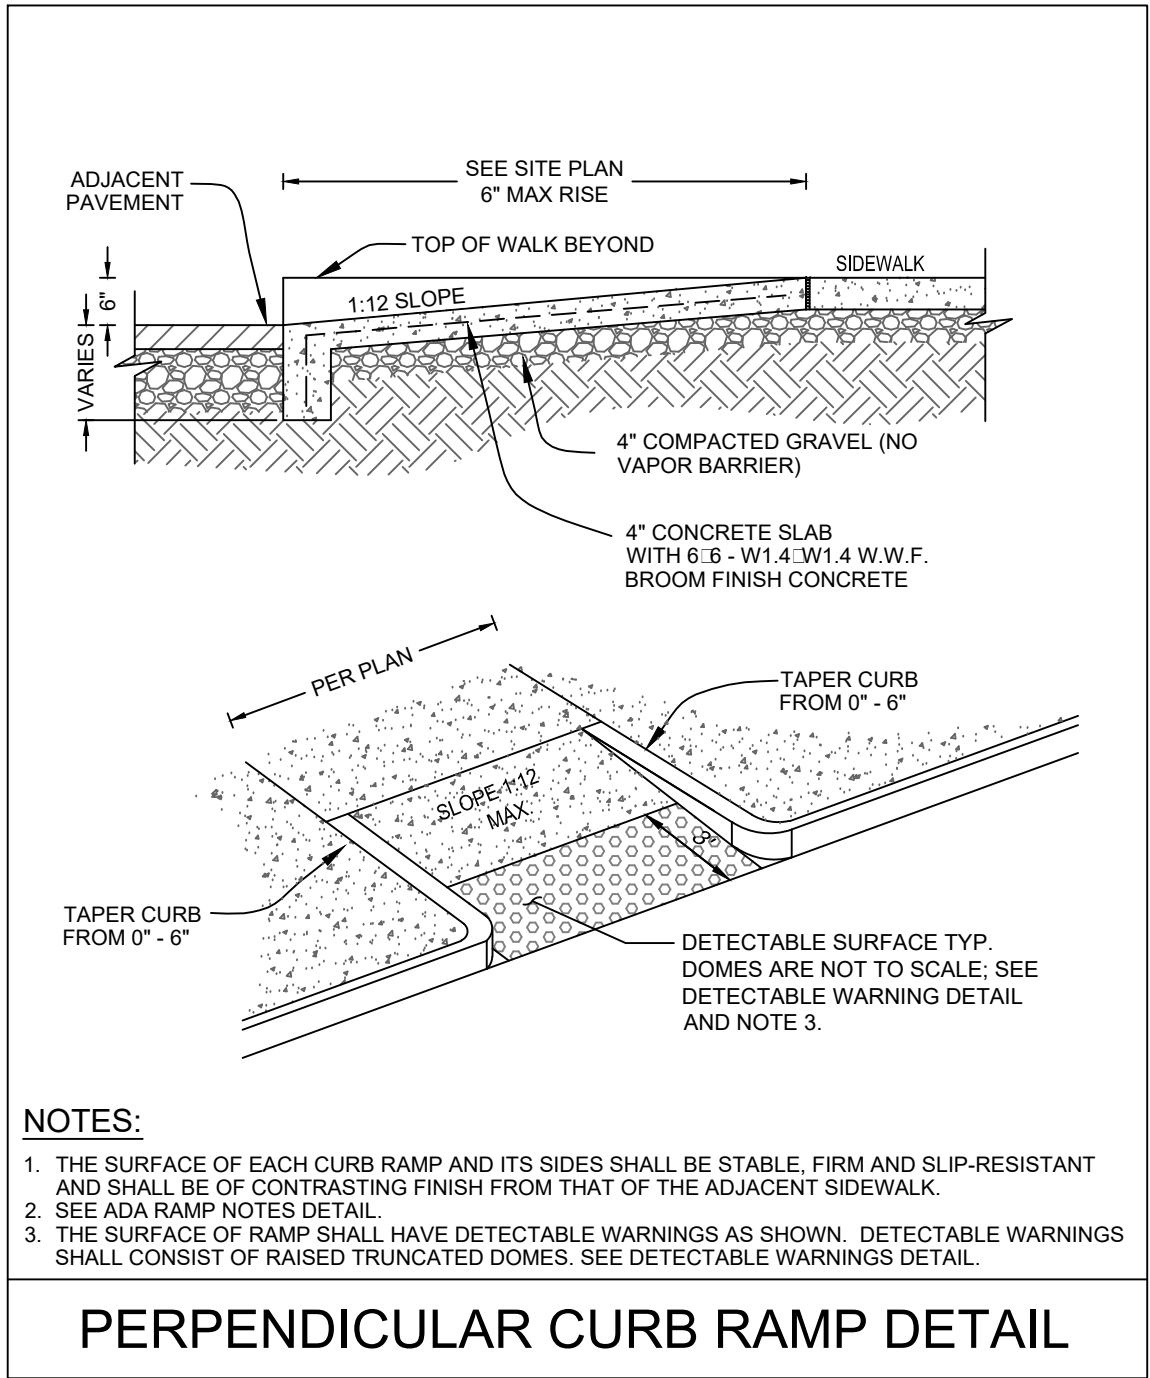 ADJACENT
PAVEMENT
SEE SITE PLAN
6" MAX RISE
TOP OF WALK BEYOND
SIDEWALK
6"
1:12 SLOPE
VARIES
4" COMPACTED GRAVEL (NO
VAPOR BARRIER)
4" CONCRETE SLAB
WITH 6□6 - W1.4□W1.4 W.W.F.
BROOM FINISH CONCRETE
PER PLAN
TAPER CURB
FROM 0" - 6"
SLOPE 1:12
MAX.
3'
TAPER CURB
FROM 0" - 6"
DETECTABLE SURFACE TYP.
DOMES ARE NOT TO SCALE; SEE
DETECTABLE WARNING DETAIL
AND NOTE 3.
NOTES:
1. THE SURFACE OF EACH CURB RAMP AND ITS SIDES SHALL BE STABLE, FIRM AND SLIP-RESISTANT
AND SHALL BE OF CONTRASTING FINISH FROM THAT OF THE ADJACENT SIDEWALK.
2. SEE ADA RAMP NOTES DETAIL.
3. THE SURFACE OF RAMP SHALL HAVE DETECTABLE WARNINGS AS SHOWN. DETECTABLE WARNINGS
SHALL CONSIST OF RAISED TRUNCATED DOMES. SEE DETECTABLE WARNINGS DETAIL.
PERPENDICULAR CURB RAMP DETAIL